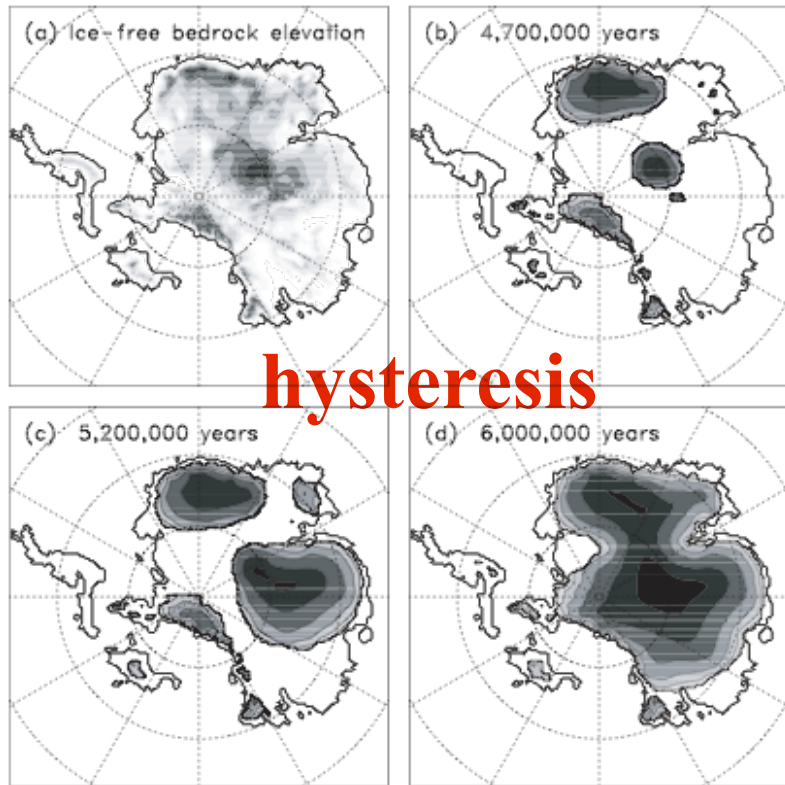 (a) Ice-free bedrock elevation
(b) 4,700,000 years
hysteresis
(c) 5,200,000 years
(d) 6,000,000 years